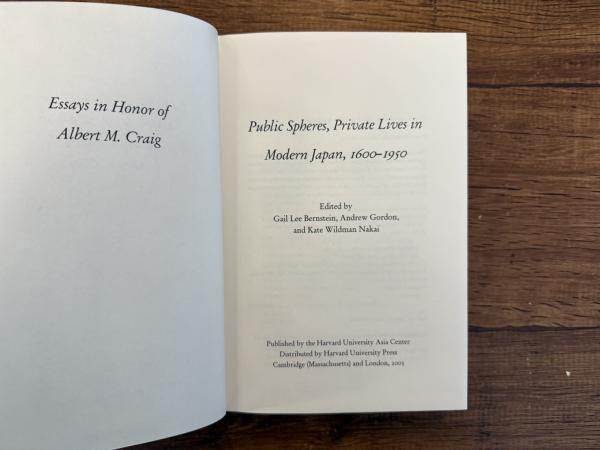 Essays in Honor of
Albert M. Craig
Public Spheres, Private Lives in
Modern Japan, 1600–1950
Edited by
Gail Lee Bernstein, Andrew Gordon,
and Kate Wildman Nakai
Published by the Harvard University Asia Center
Distributed by Harvard University Press
Cambridge (Massachusetts) and London, 2005